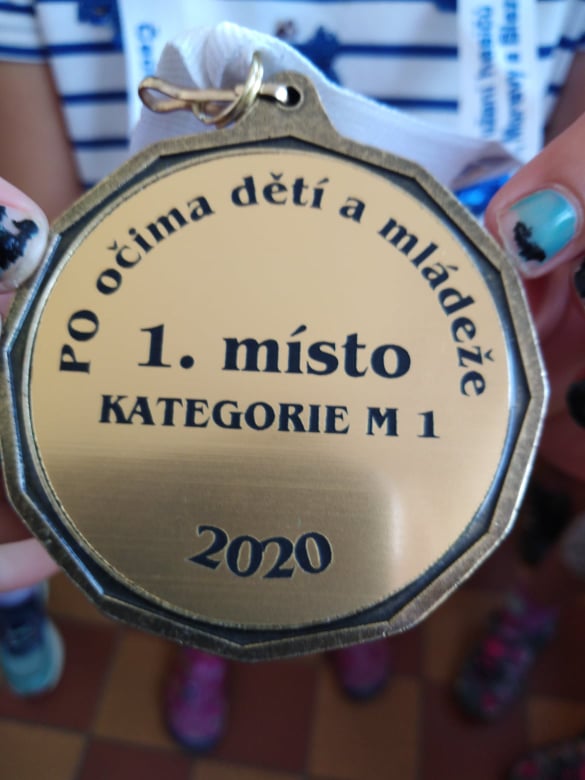 PO očima dětí a mládeže
1. místo
KATEGORIE M 1
2020